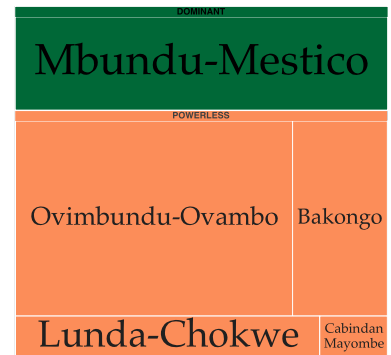 DOMINANT
Mbundu-Mestico
POWERLESS
Ovimbundu-Ovambo
Bakongo
Lunda-Chokwe
Cabindan
Mayombe